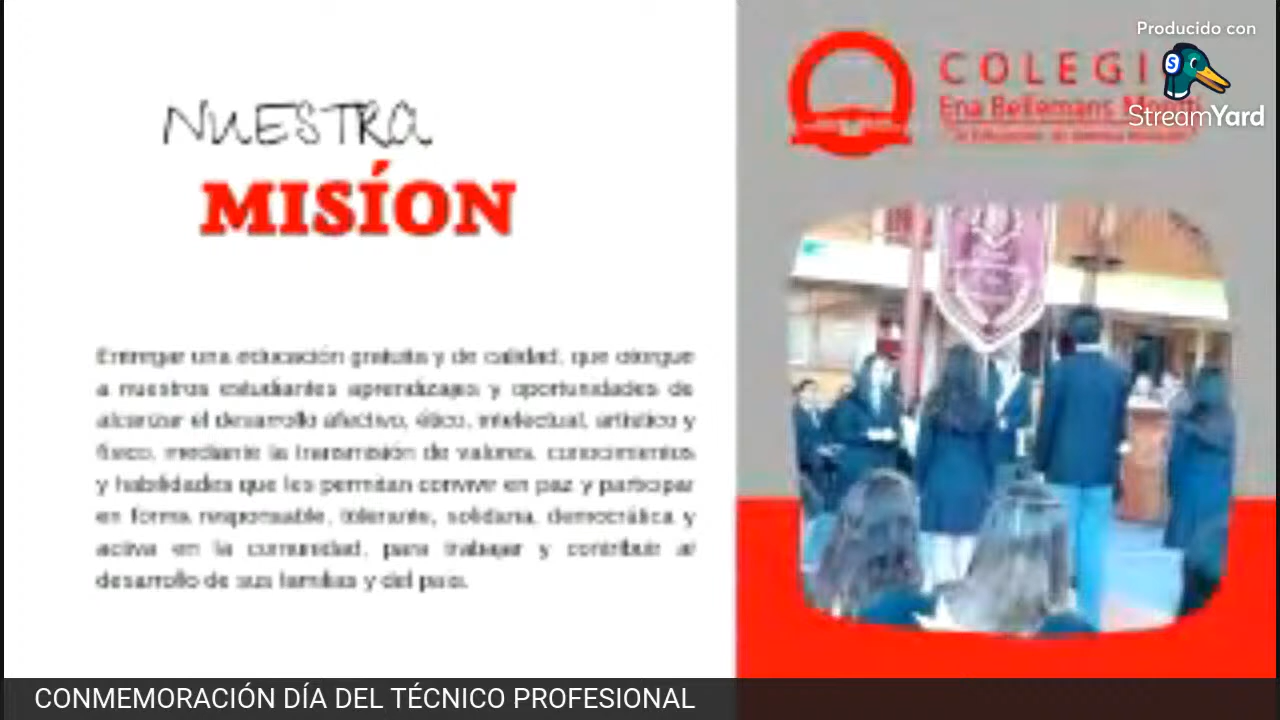 Producido con
StreamYard
COLEGI
Ena Bellemans M
NUESTRA
MISÍON
Entregar una educación gratuita y de calidad, que otorgue
a nuestros estudiantes aprendizajes y oportunidades de
alcanzar el desarrollo afectivo, ético, intelectual, artístico y
físico, mediante la transmisión de valores, conocimientos
y habilidades que les permitan convivir en paz y participar
en forma responsable, tolerante, solidaria, democrática y
activa en la comunidad, para trabajar y contribuir al
desarrollo de sus familias y del país.
CONMEMORACIÓN DÍA DEL TÉCNICO PROFESIONAL